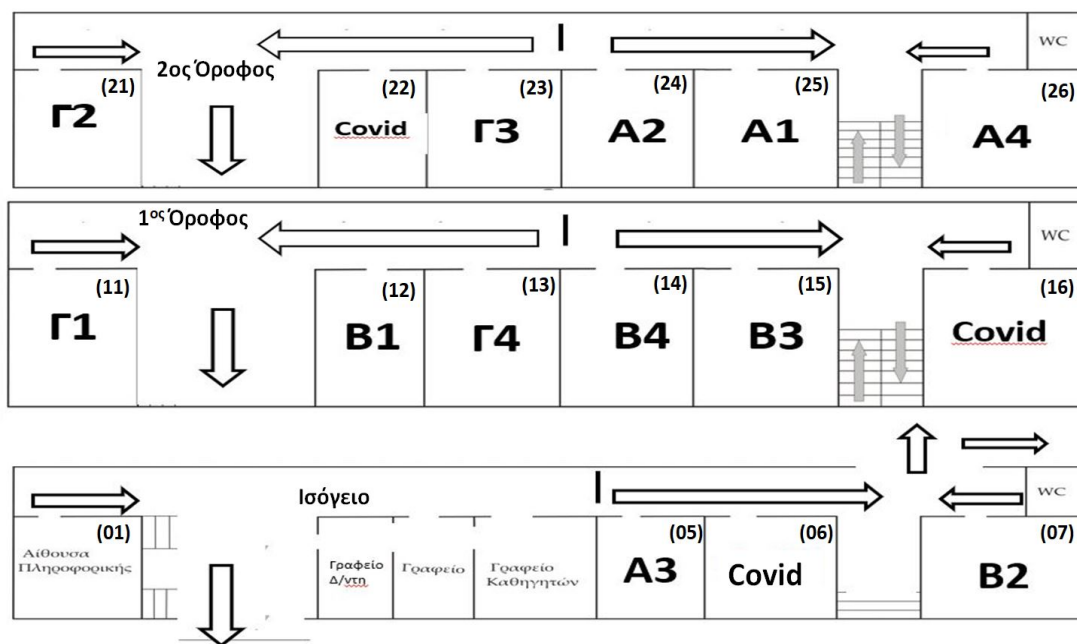 WC
2ος Όροφος
(21)
(22)
(23)
(24)
(25)
(26)
Γ2
Covid
Γ3
Α2
Α1
Α4
1ος Όροφος
WC
(11)
(12)
(13)
(14)
(15)
(16)
Γ1
Β1
Γ4
Β4
Β3
Covid
Ισόγειο
WC
(01)
(05)
(06)
(07)
Αίθουσα
Πληροφορικής
Γραφείο
Δ/ντη
Γραφείο
Γραφείο
Καθηγητών
Α3
Covid
Β2